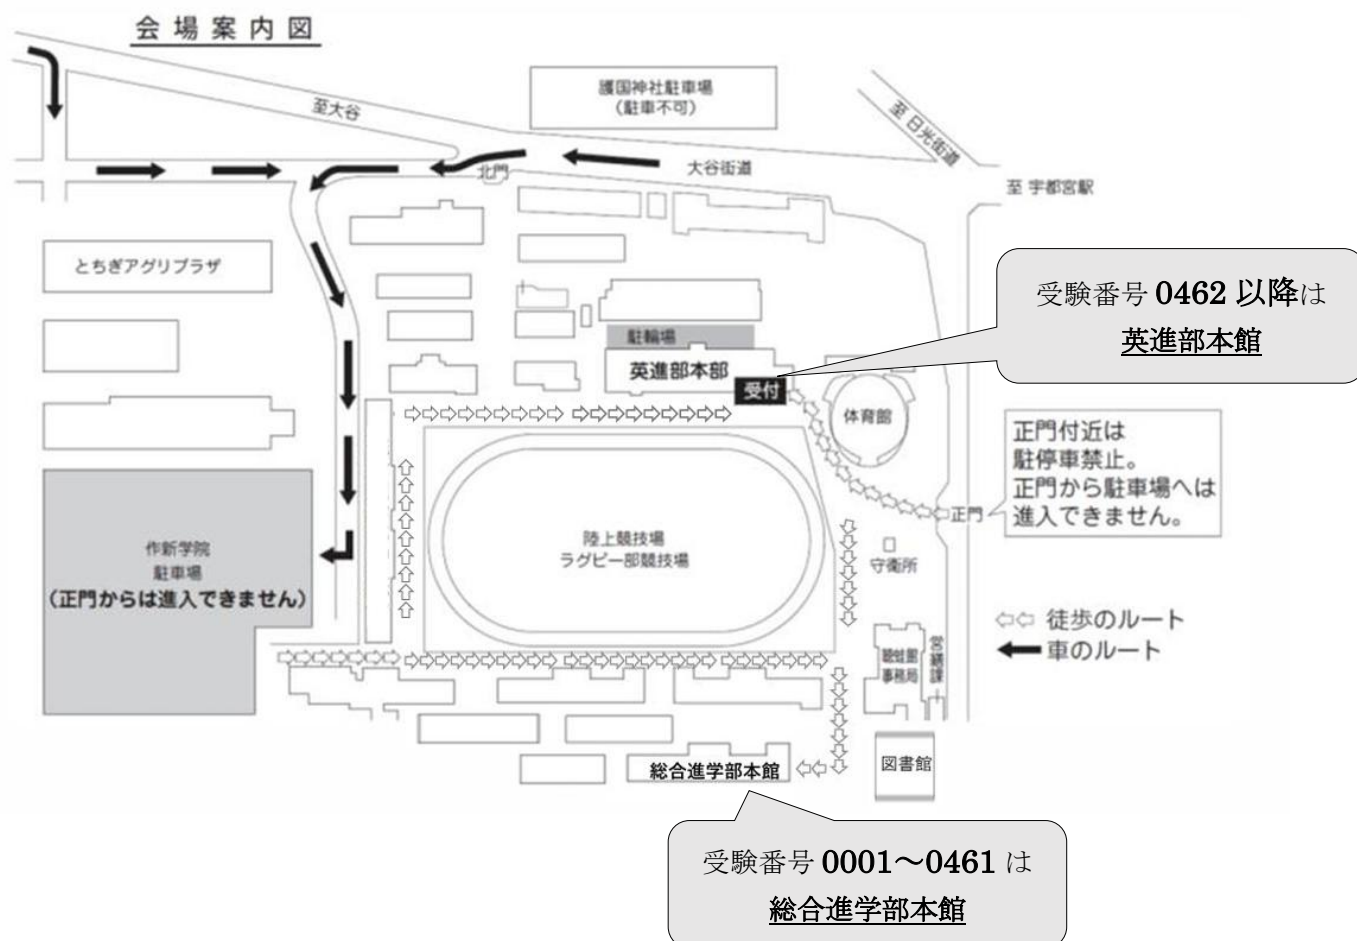 会場案内図
至大谷
護国神社駐車場
（駐車不可）
至 日光街道
大谷街道
北門
至 宇都宮駅
とちぎアグリプラザ
受験番号 0462 以降は
英進部本館
駐輪場
英進部本部
受付
体育館
正門付近は
駐停車禁止。
正門から駐車場へは
進入できません。
正門
作新学院
駐車場
（正門からは進入できません）
陸上競技場
ラグビー部競技場
守衛所
徒歩のルート
車のルート
事務局
営繕課
総合進学部本館
図書館
受験番号 0001～0461 は
総合進学部本館